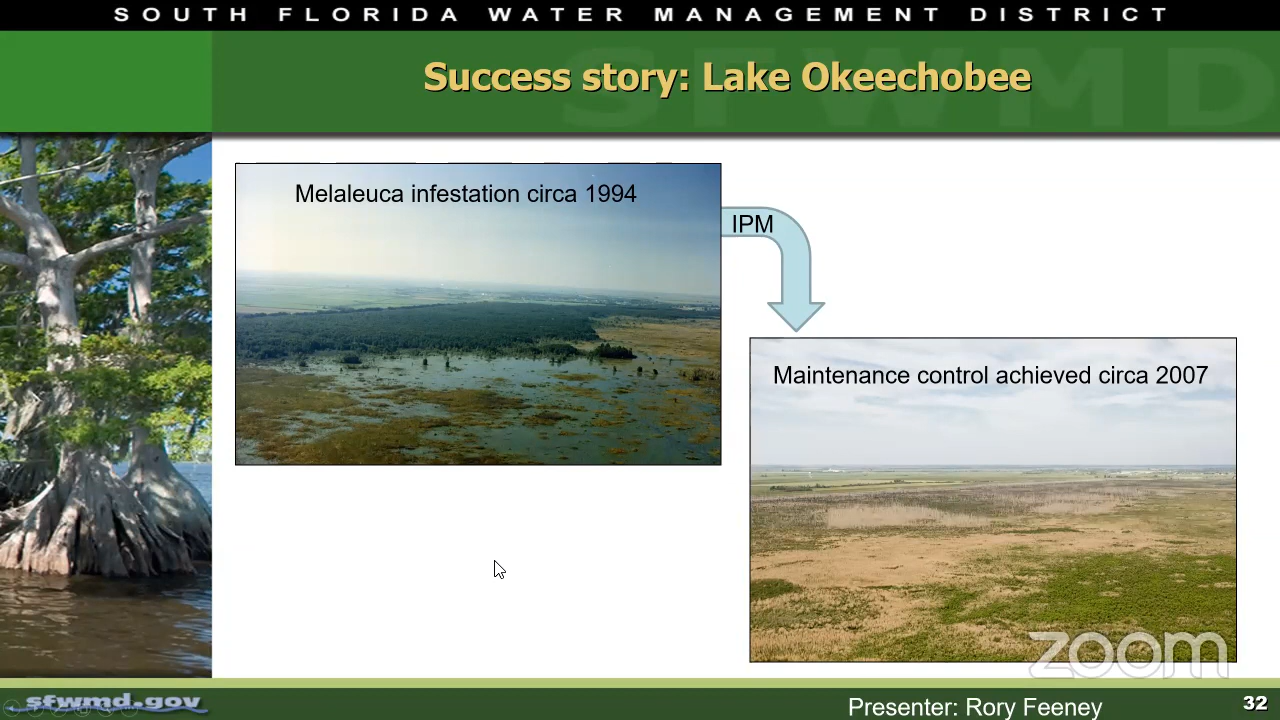 SOUTH FLORIDA WATER MANAGEMENT DISTRICT
SFWMD
Success story: Lake Okeechobee
Melaleuca infestation circa 1994
IPM
Maintenance control achieved circa 2007
zoom
sfwmd.gov
Presenter: Rory Feeney
32